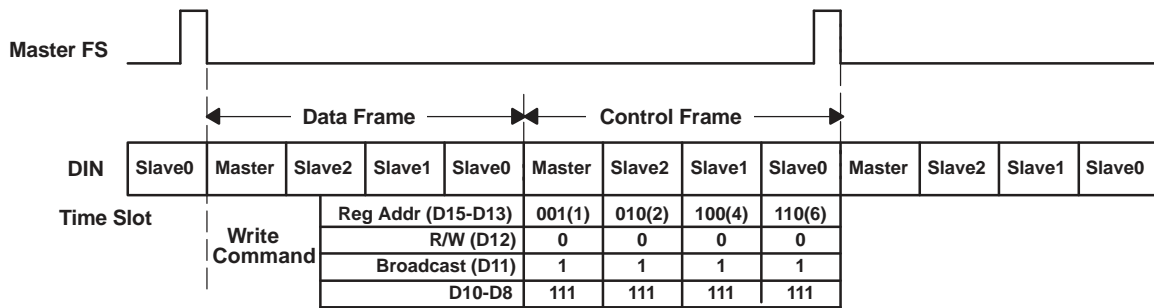 Master FS
Data Frame Control Frame
DIN Slave0 Master Slave2 Slave1 Slave0 Master Slave2 Slave1 Slave0 Master Slave2 Slave1 Slave0
Time Slot Reg Addr (D15-D13) 001(1) 010(2) 100(4) 110(6)
Write Command
R/W (D12) 0 0 0 0
Broadcast (D11) 1 1 1 1
D10-D8 111 111 111 111